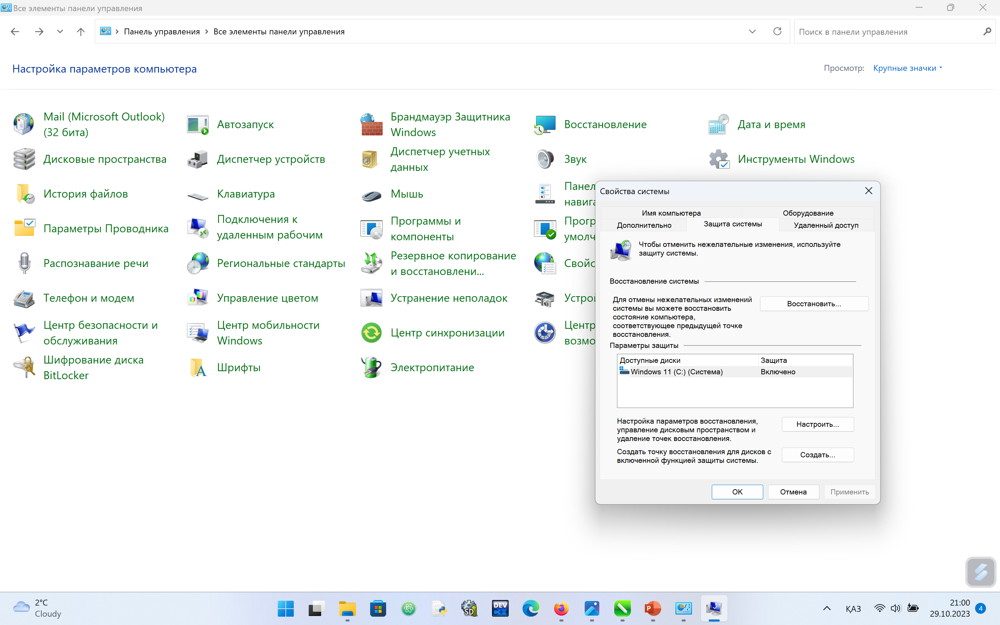 Все элементы панели управления
Панель управления
Все элементы панели управления
Поиск в панели управления
Настройка параметров компьютера
Просмотр:
Крупные значки
Mail (Microsoft Outlook)
(32 бита)
Автозапуск
Брандмауэр Защитника
Windows
Восстановление
Дата и время
Дисковые пространства
Диспетчер устройств
Диспетчер учетных
данных
Звук
Инструменты Windows
История файлов
Клавиатура
Мышь
Панел
навига
Параметры Проводника
Подключения к
удаленным рабочим
Программы и
компоненты
Прогр
умолч
Распознавание речи
Региональные стандарты
Резервное копирование
и восстановлени...
Свойс
Телефон и модем
Управление цветом
Устранение неполадок
Устрой
Центр безопасности и
обслуживания
Центр мобильности
Windows
Центр синхронизации
Центр
возмо
Шифрование диска
BitLocker
Шрифты
Электропитание
Свойства системы
Имя компьютера
Оборудование
Дополнительно
Защита системы
Удаленный доступ
Чтобы отменить нежелательные изменения, используйте
защиту системы.
Восстановление системы
Для отмены нежелательных изменений
системы вы можете восстановить
состояние компьютера,
соответствующее предыдущей точке
восстановления.
Восстановить...
Параметры защиты
Доступные диски
Защита
Windows 11 (C:) (Система)
Включено
Настройка параметров восстановления,
управление дисковым пространством и
удаление точек восстановления.
Настроить...
Создать точку восстановления для дисков с
включенной функцией защиты системы.
Создать...
ОК
Отмена
Применить
2°C
Cloudy
SD
DEV
C++
P
ҚАЗ
21:00
29.10.2023
4